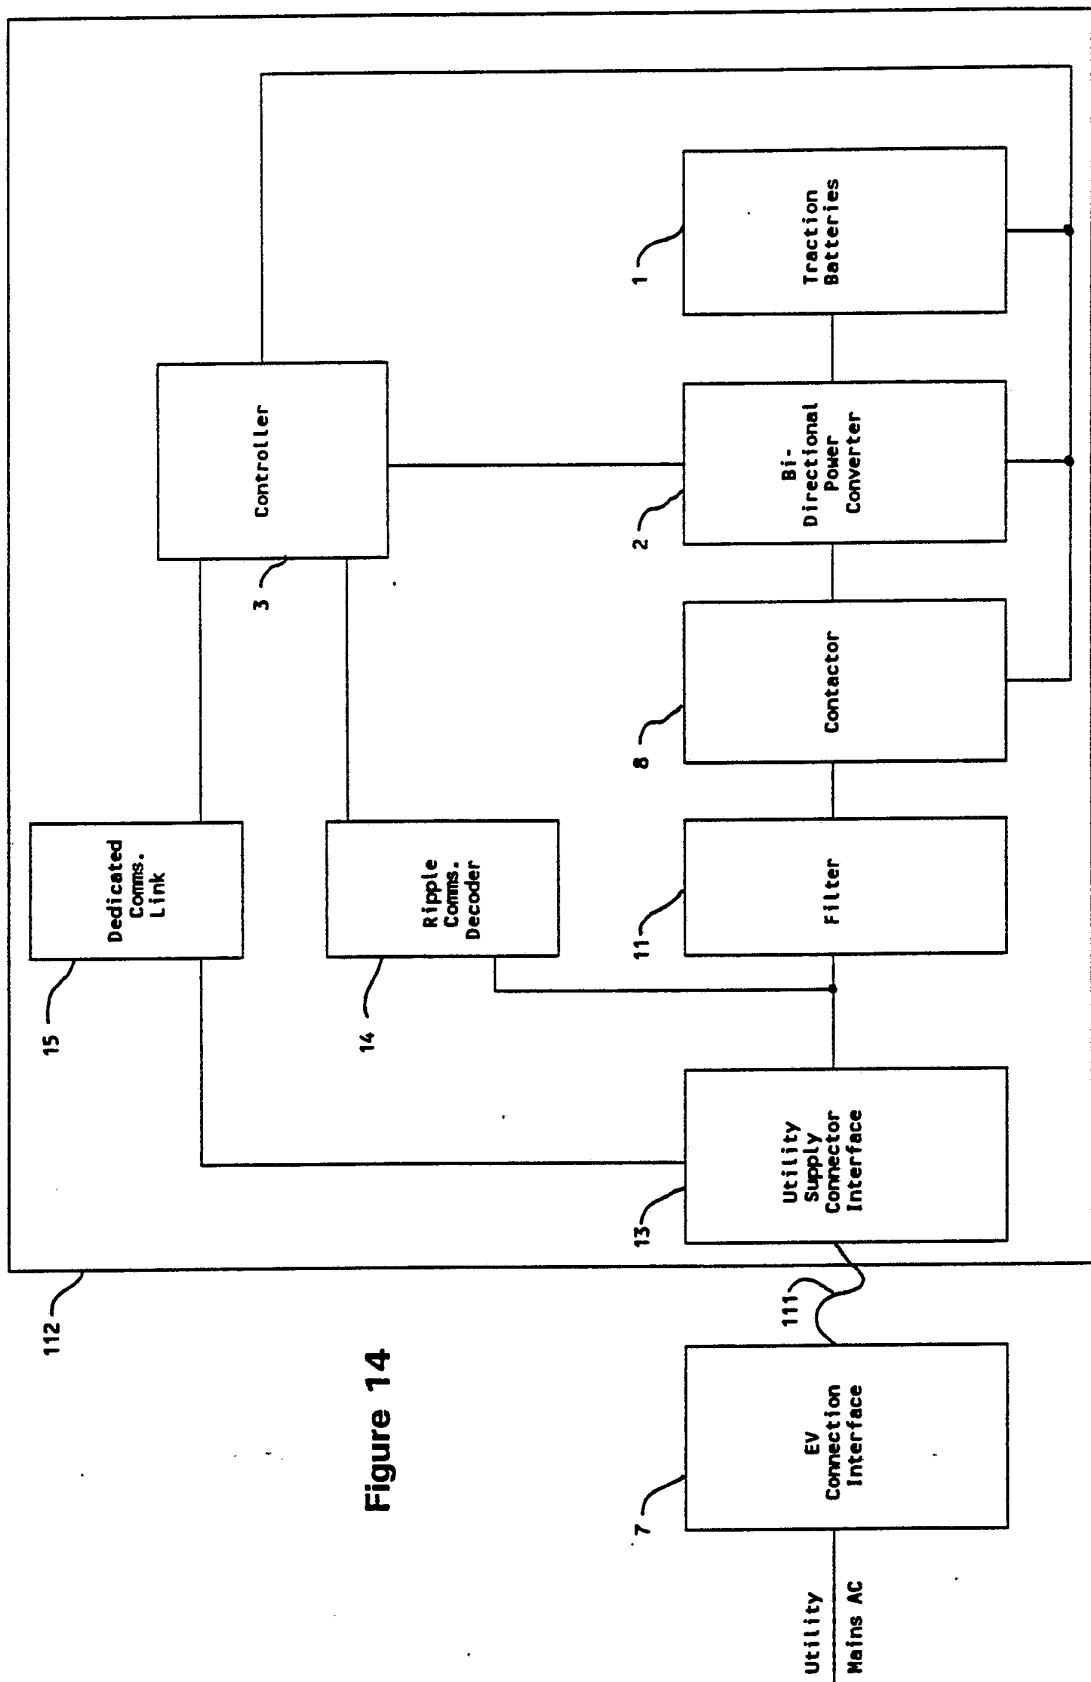 112
15
Dedicated
Comms.
Link
14
Ripple
Comms.
Decoder
3
Controller
Figure 14
7
EV
Connection
Interface
111
13
Utility
Supply
Connector
Interface
11
Filter
8
Contactor
2
Bi-
Directional
Power
Converter
1
Traction
Batteries
Utility
Mains AC